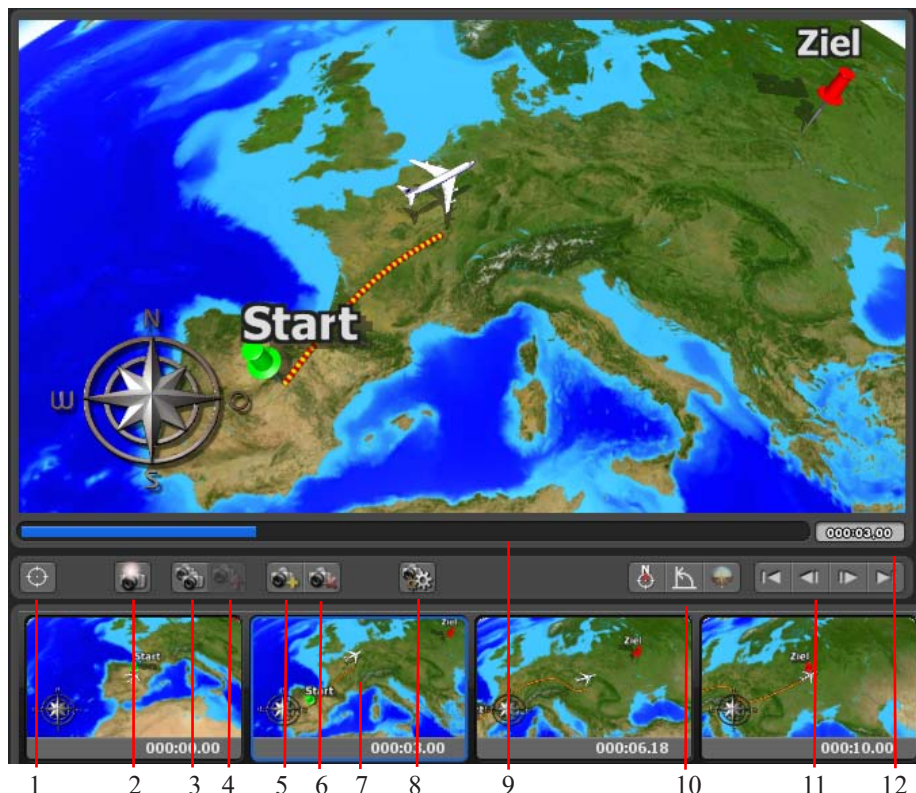 Ziel
Start
N
W
O
S
000:03,00
N
Start
000:00.00
Ziel
Start
000:03.00
Ziel
000:06.18
Ziel
000:10.00
1 2 3 4 5 6 7 8 9 10 11 12